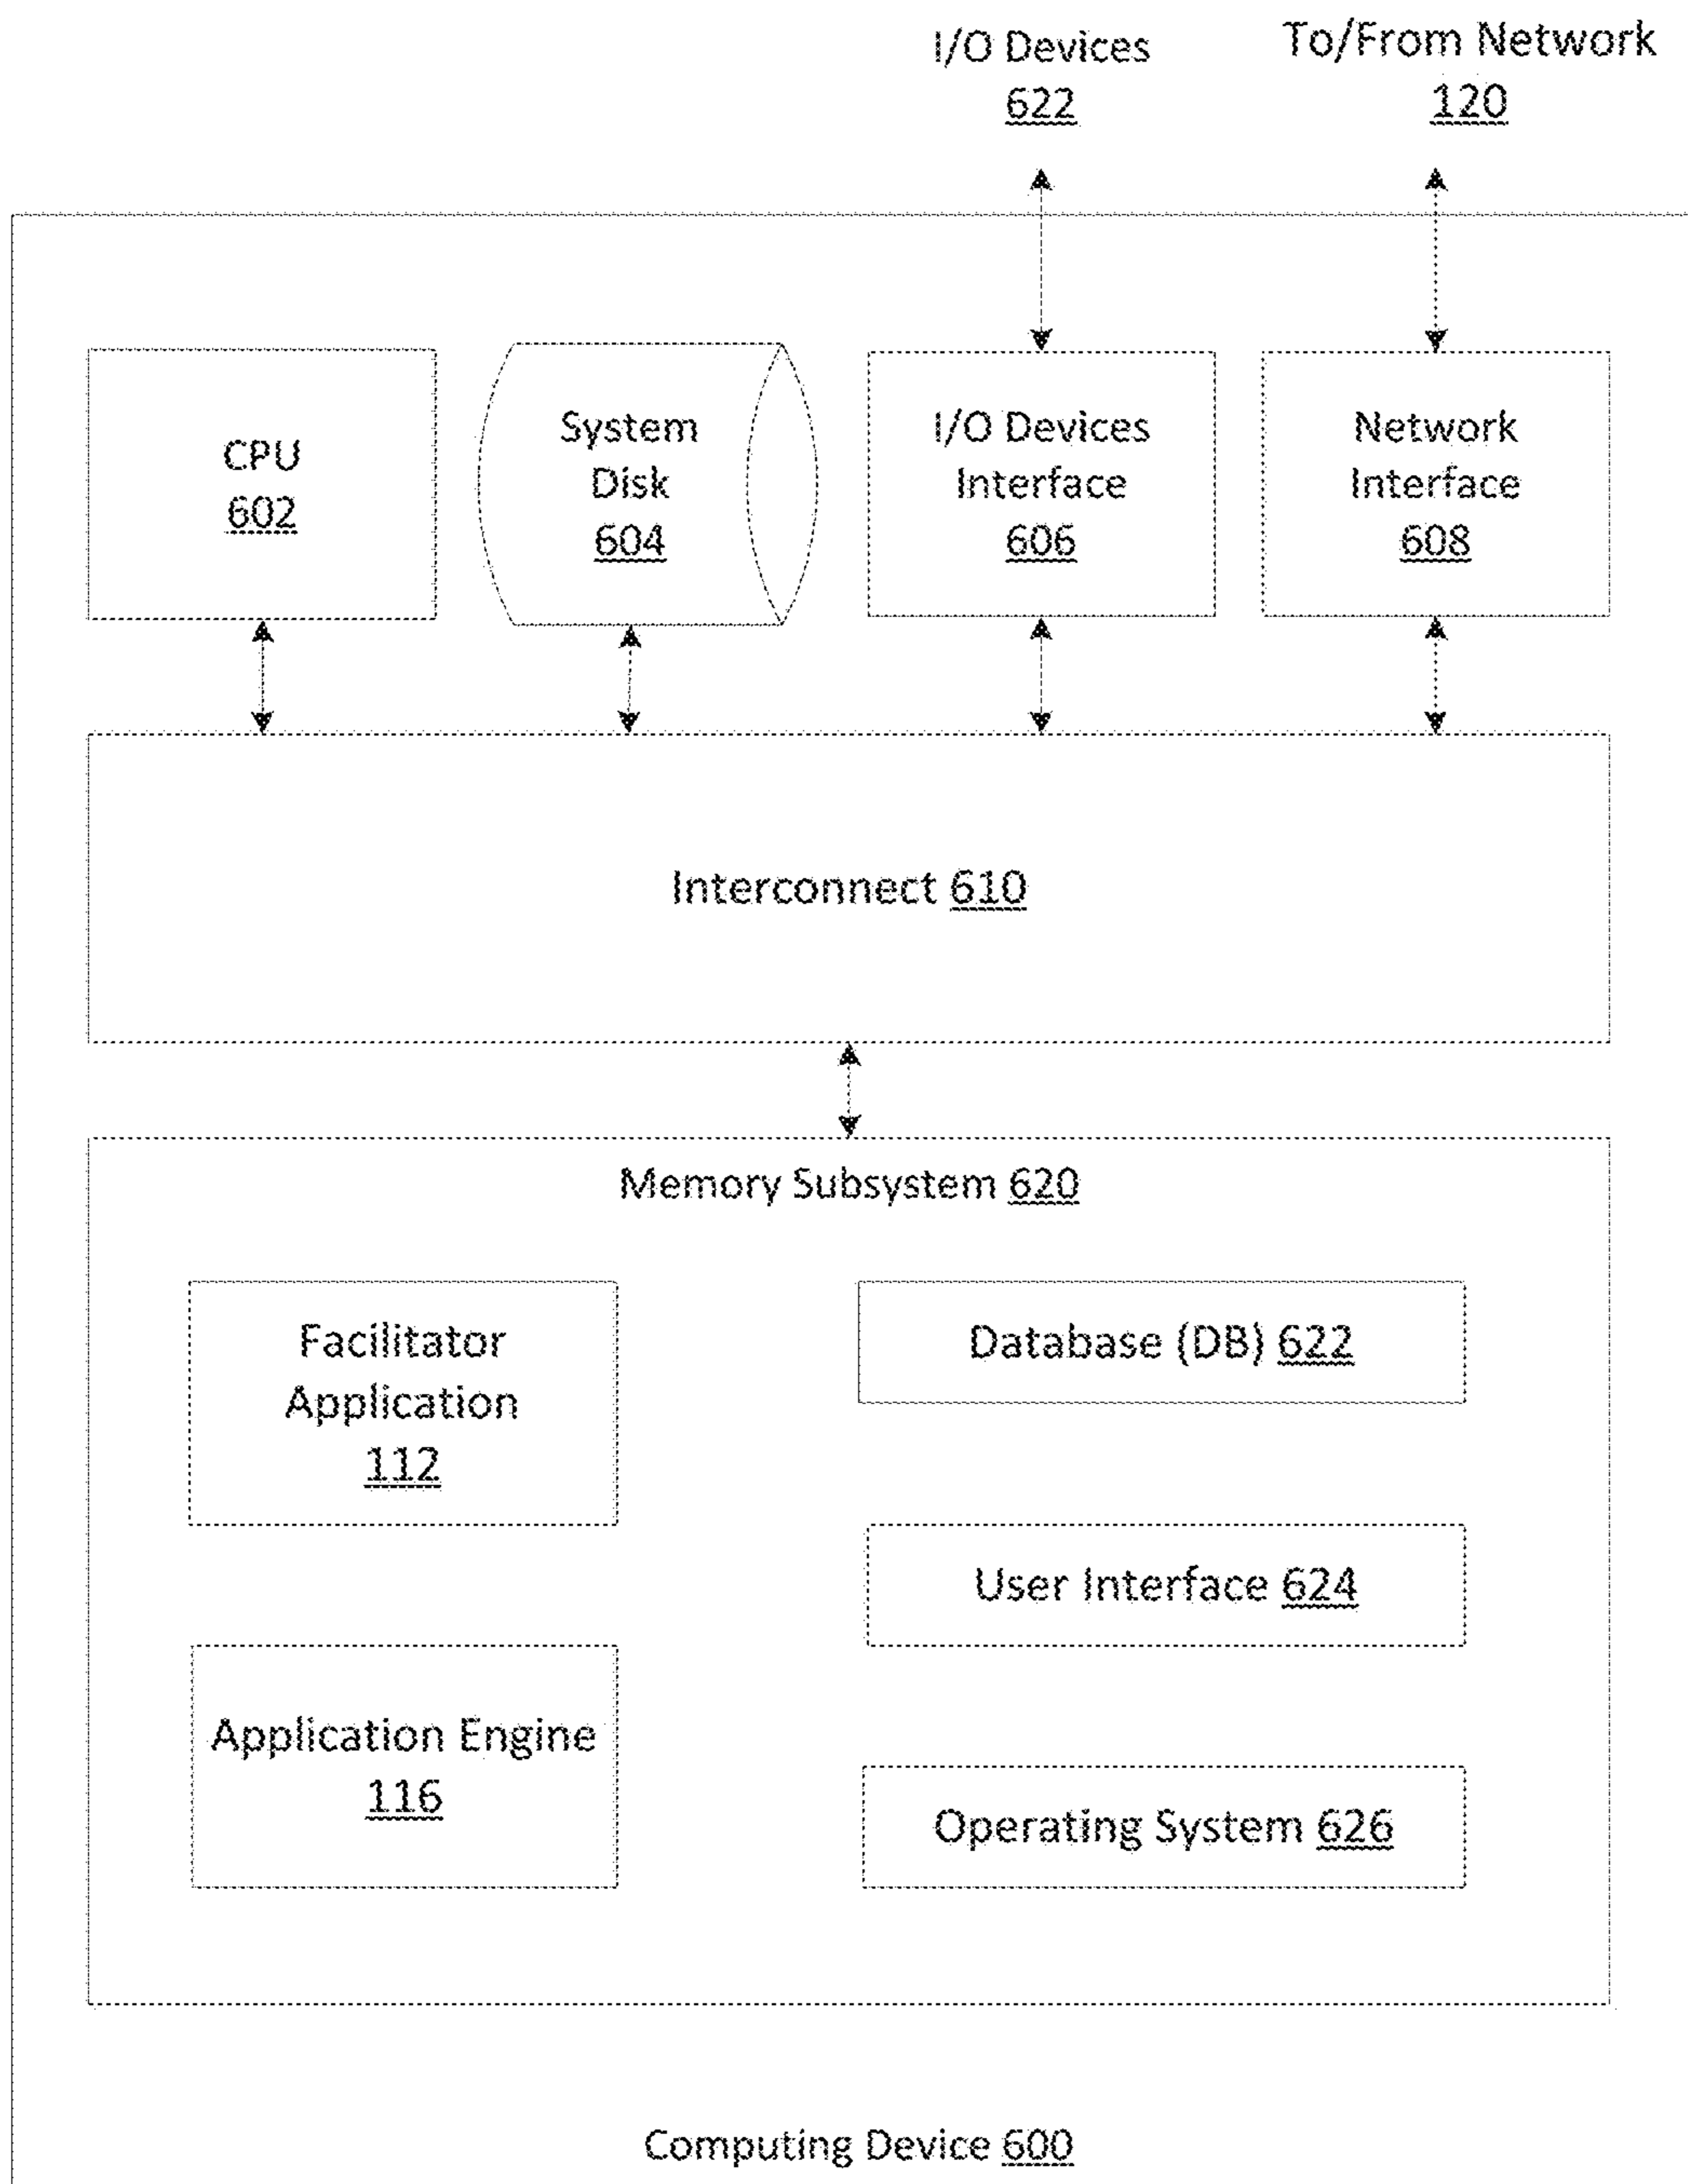 I/O Devices
622
To/From Network
120
CPU
602
System
Disk
604
I/O Devices
Interface
606
Network
Interface
608
Interconnect 610
Memory Subsystem 620
Facilitator
Application
112
Database (DB) 622
User Interface 624
Application Engine
116
Operating System 626
Computing Device 600